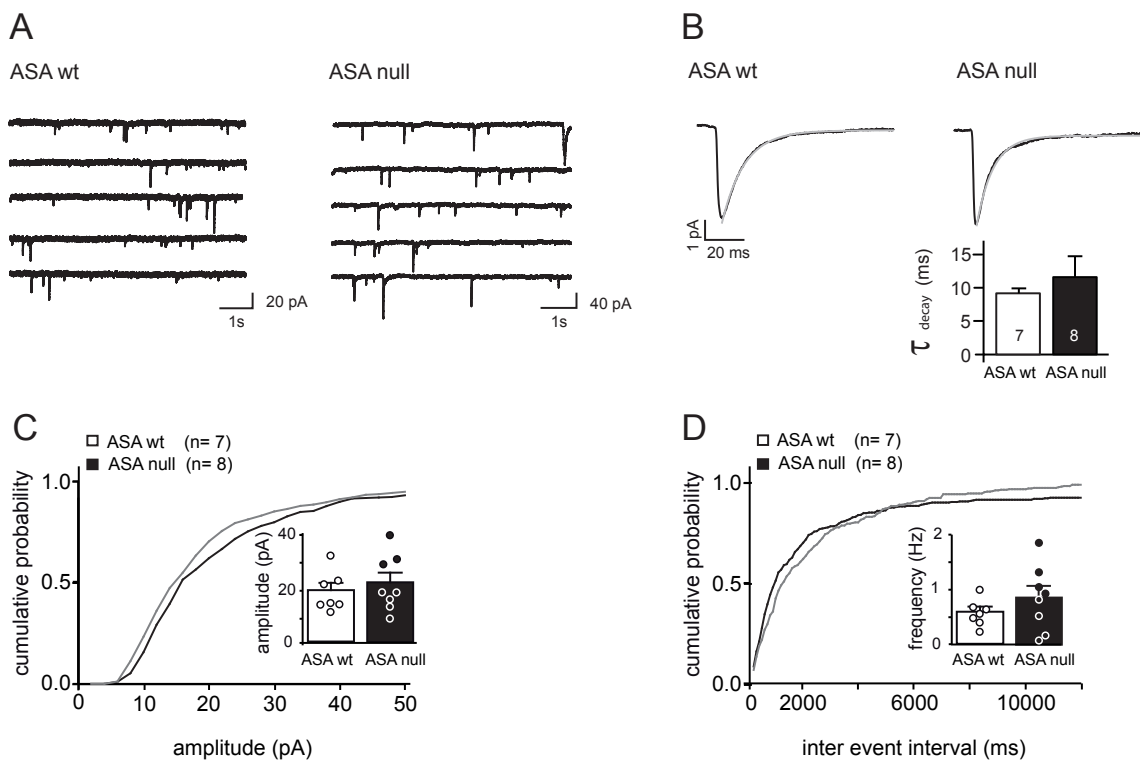 A
ASA wt
ASA null
20 pA
1s
40 pA
1s
B
ASA wt
ASA null
1 pA
20 ms
τ decay (ms)
15
10
5
0
7
8
ASA wt
ASA null
C
ASA wt (n= 7)
ASA null (n= 8)
cumulative probability
1.0
0.5
0.0
0
10
20
30
40
50
amplitude (pA)
amplitude (pA)
40
20
0
ASA wt
ASA null
D
ASA wt (n= 7)
ASA null (n= 8)
cumulative probability
1.0
0.5
0.0
0
2000
6000
10000
inter event interval (ms)
frequency (Hz)
2
1
0
ASA wt
ASA null